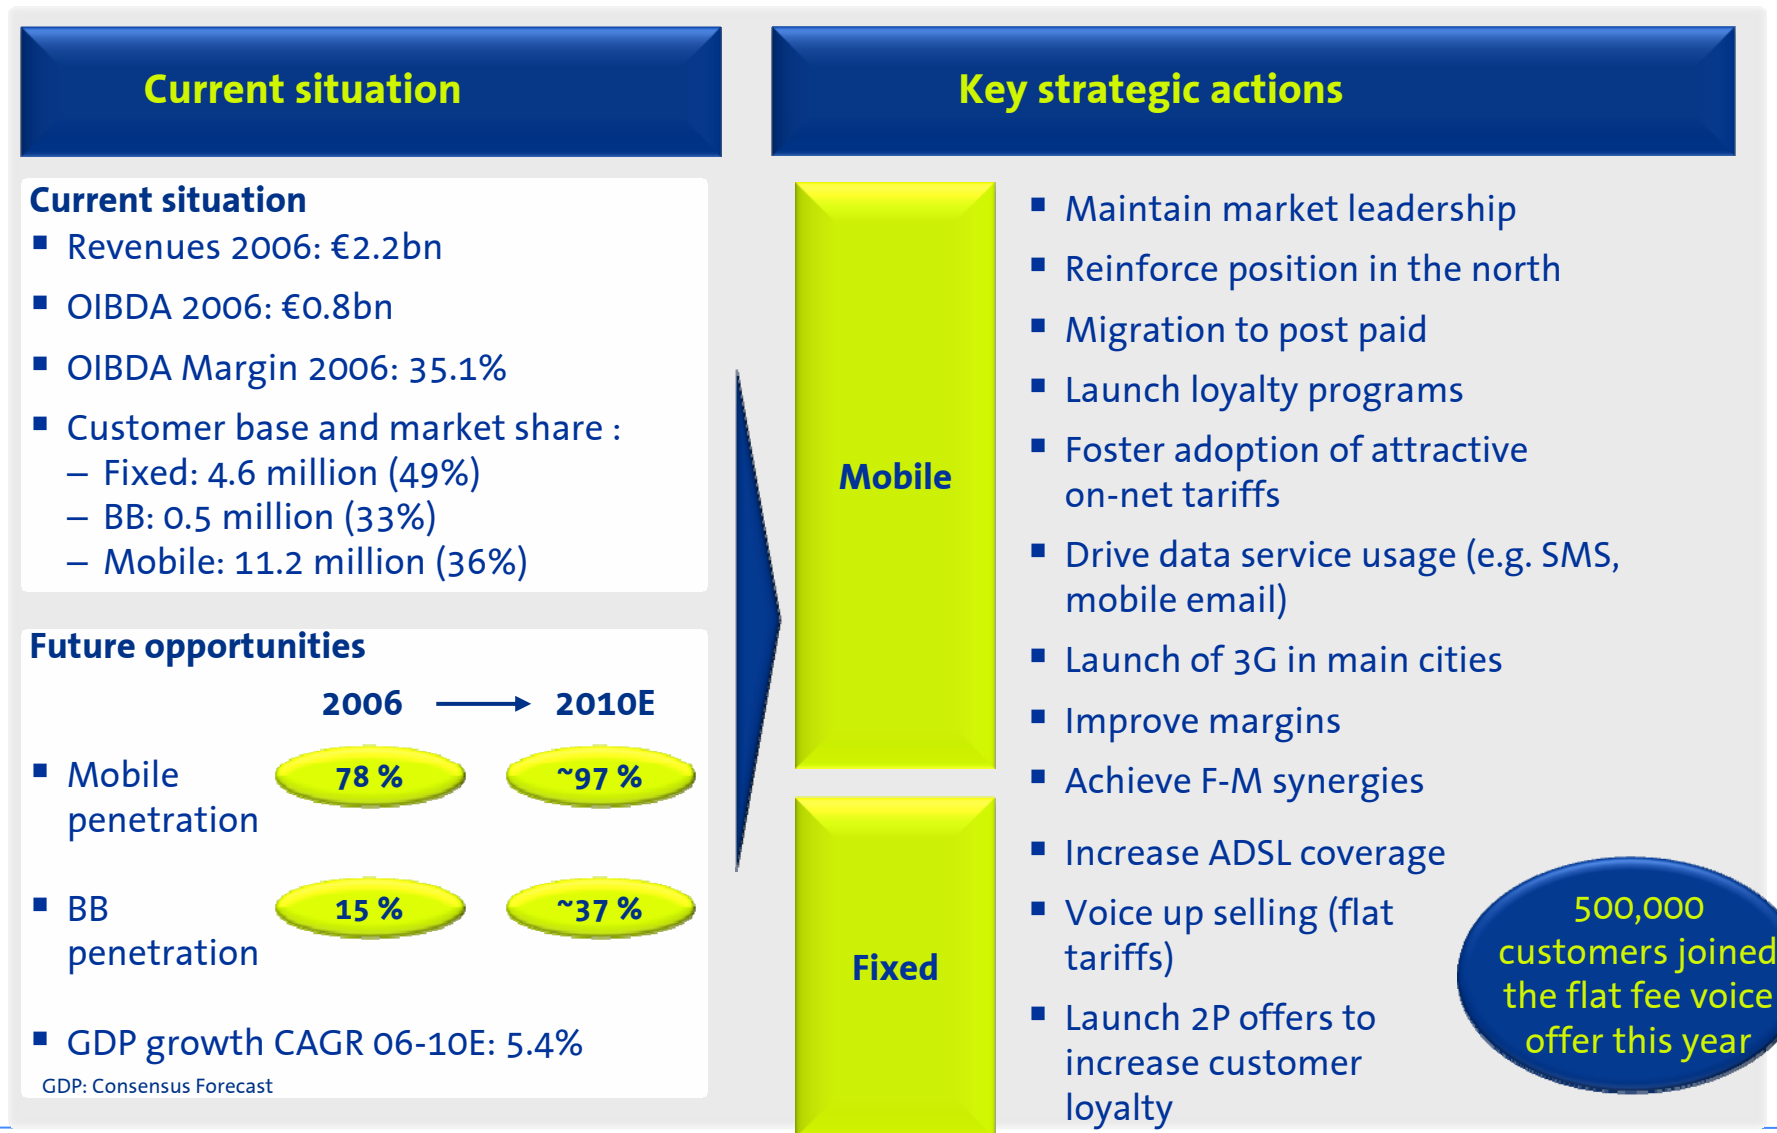 Current situation
Key strategic actions
Current situation
▪ Revenues 2006: €2.2bn
▪ OIBDA 2006: €0.8bn
▪ OIBDA Margin 2006: 35.1%
▪ Customer base and market share :
– Fixed: 4.6 million (49%)
– BB: 0.5 million (33%)
– Mobile: 11.2 million (36%)
Future opportunities
2006 2010E
▪ Mobile
penetration
78 % ~97 %
▪ BB
penetration
15 % ~37 %
▪ GDP growth CAGR 06-10E: 5.4%
GDP: Consensus Forecast
Mobile
▪ Maintain market leadership
▪ Reinforce position in the north
▪ Migration to post paid
▪ Launch loyalty programs
▪ Foster adoption of attractive
on-net tariffs
▪ Drive data service usage (e.g. SMS,
mobile email)
▪ Launch of 3G in main cities
▪ Improve margins
▪ Achieve F-M synergies
Fixed
▪ Increase ADSL coverage
▪ Voice up selling (flat
tariffs)
▪ Launch 2P offers to
increase customer
loyalty
500,000
customers joined
the flat fee voice
offer this year